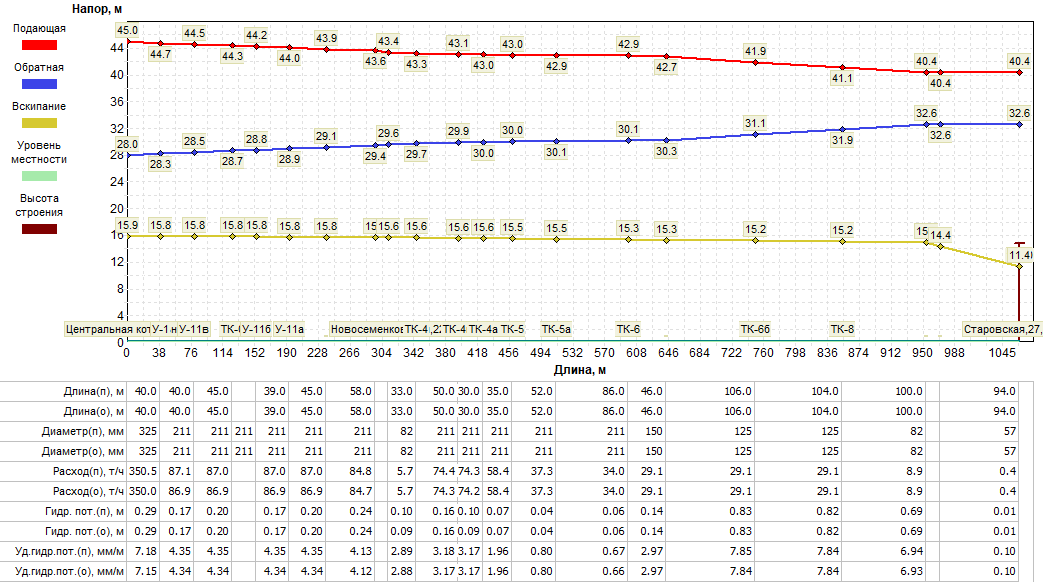 Напор, м
Подающая
Обратная
Вскипание
Уровень
местности
Высота
строения
44
40
36
32
28
24
20
16
12
8
4
0
45.0 44.7 44.5 44.3 44.2 44.0 43.9 43.6 43.4 43.3 43.1 43.0 43.0 42.9 42.9 42.7 41.9 41.1 40.4 40.4 40.4
28.0 28.3 28.5 28.7 28.8 28.9 29.1 29.4 29.6 29.7 29.9 30.0 30.0 30.1 30.1 30.3 31.1 31.9 32.6 32.6 32.6
15.9 15.8 15.8 15.8 15.8 15.8 15.8 15.6 15.6 15.6 15.6 15.5 15.5 15.3 15.3 15.2 15.2 14.4 11.4
Центральная кот У-1 У-11в ТК- У-11б У-11а Новосеменков ТК-4 ТК-4 ТК-4а ТК-5 ТК-5а ТК-6 ТК-6б ТК-8 Старовская,27,
0 38 76 114 152 190 228 266 304 342 380 418 456 494 532 570 608 646 684 722 760 798 836 874 912 950 988 1045
Длина, м
Длина(п), м 40.0 40.0 45.0 39.0 45.0 58.0 33.0 50.0 30.0 35.0 52.0 86.0 46.0 106.0 104.0 100.0 94.0
Длина(о), м 40.0 40.0 45.0 39.0 45.0 58.0 33.0 50.0 30.0 35.0 52.0 86.0 46.0 106.0 104.0 100.0 94.0
Диаметр(п), мм 325 211 211 211 211 211 211 82 211 211 211 211 211 150 125 125 82 57
Диаметр(о), мм 325 211 211 211 211 211 211 82 211 211 211 211 211 150 125 125 82 57
Расход(п), т/ч 350.5 87.1 87.0 87.0 87.0 84.8 5.7 74.4 74.3 58.4 37.3 34.0 29.1 29.1 29.1 8.9 0.4
Расход(о), т/ч 350.0 86.9 86.9 86.9 86.9 84.7 5.7 74.3 74.2 58.4 37.3 34.0 29.1 29.1 29.1 8.9 0.4
Гидр. пот.(п), м 0.29 0.17 0.20 0.17 0.20 0.24 0.10 0.16 0.10 0.07 0.04 0.06 0.14 0.83 0.82 0.69 0.01
Гидр. пот.(о), м 0.29 0.17 0.20 0.17 0.20 0.24 0.09 0.16 0.09 0.07 0.04 0.06 0.14 0.83 0.82 0.69 0.01
Уд.гидр.пот.(п), мм/м 7.18 4.35 4.35 4.35 4.35 4.13 2.89 3.18 3.17 1.96 0.80 0.67 2.97 7.85 7.84 6.94 0.10
Уд.гидр.пот.(о), мм/м 7.15 4.34 4.34 4.34 4.34 4.12 2.88 3.17 3.17 1.96 0.80 0.66 2.97 7.84 7.84 6.93 0.10